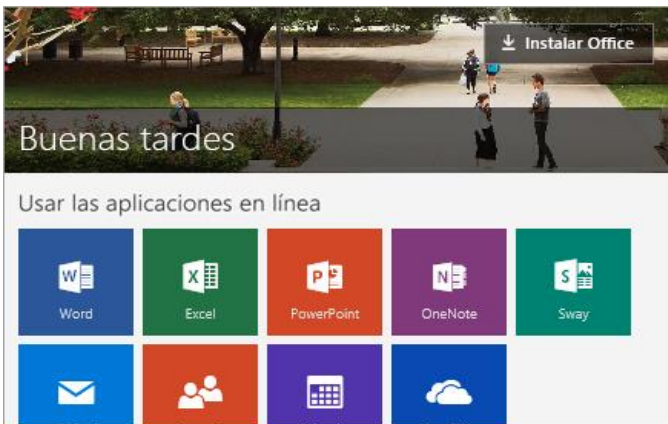 Instalar Office
Buenas tardes
Usar las aplicaciones en línea
Word
Excel
PowerPoint
OneNote
Sway